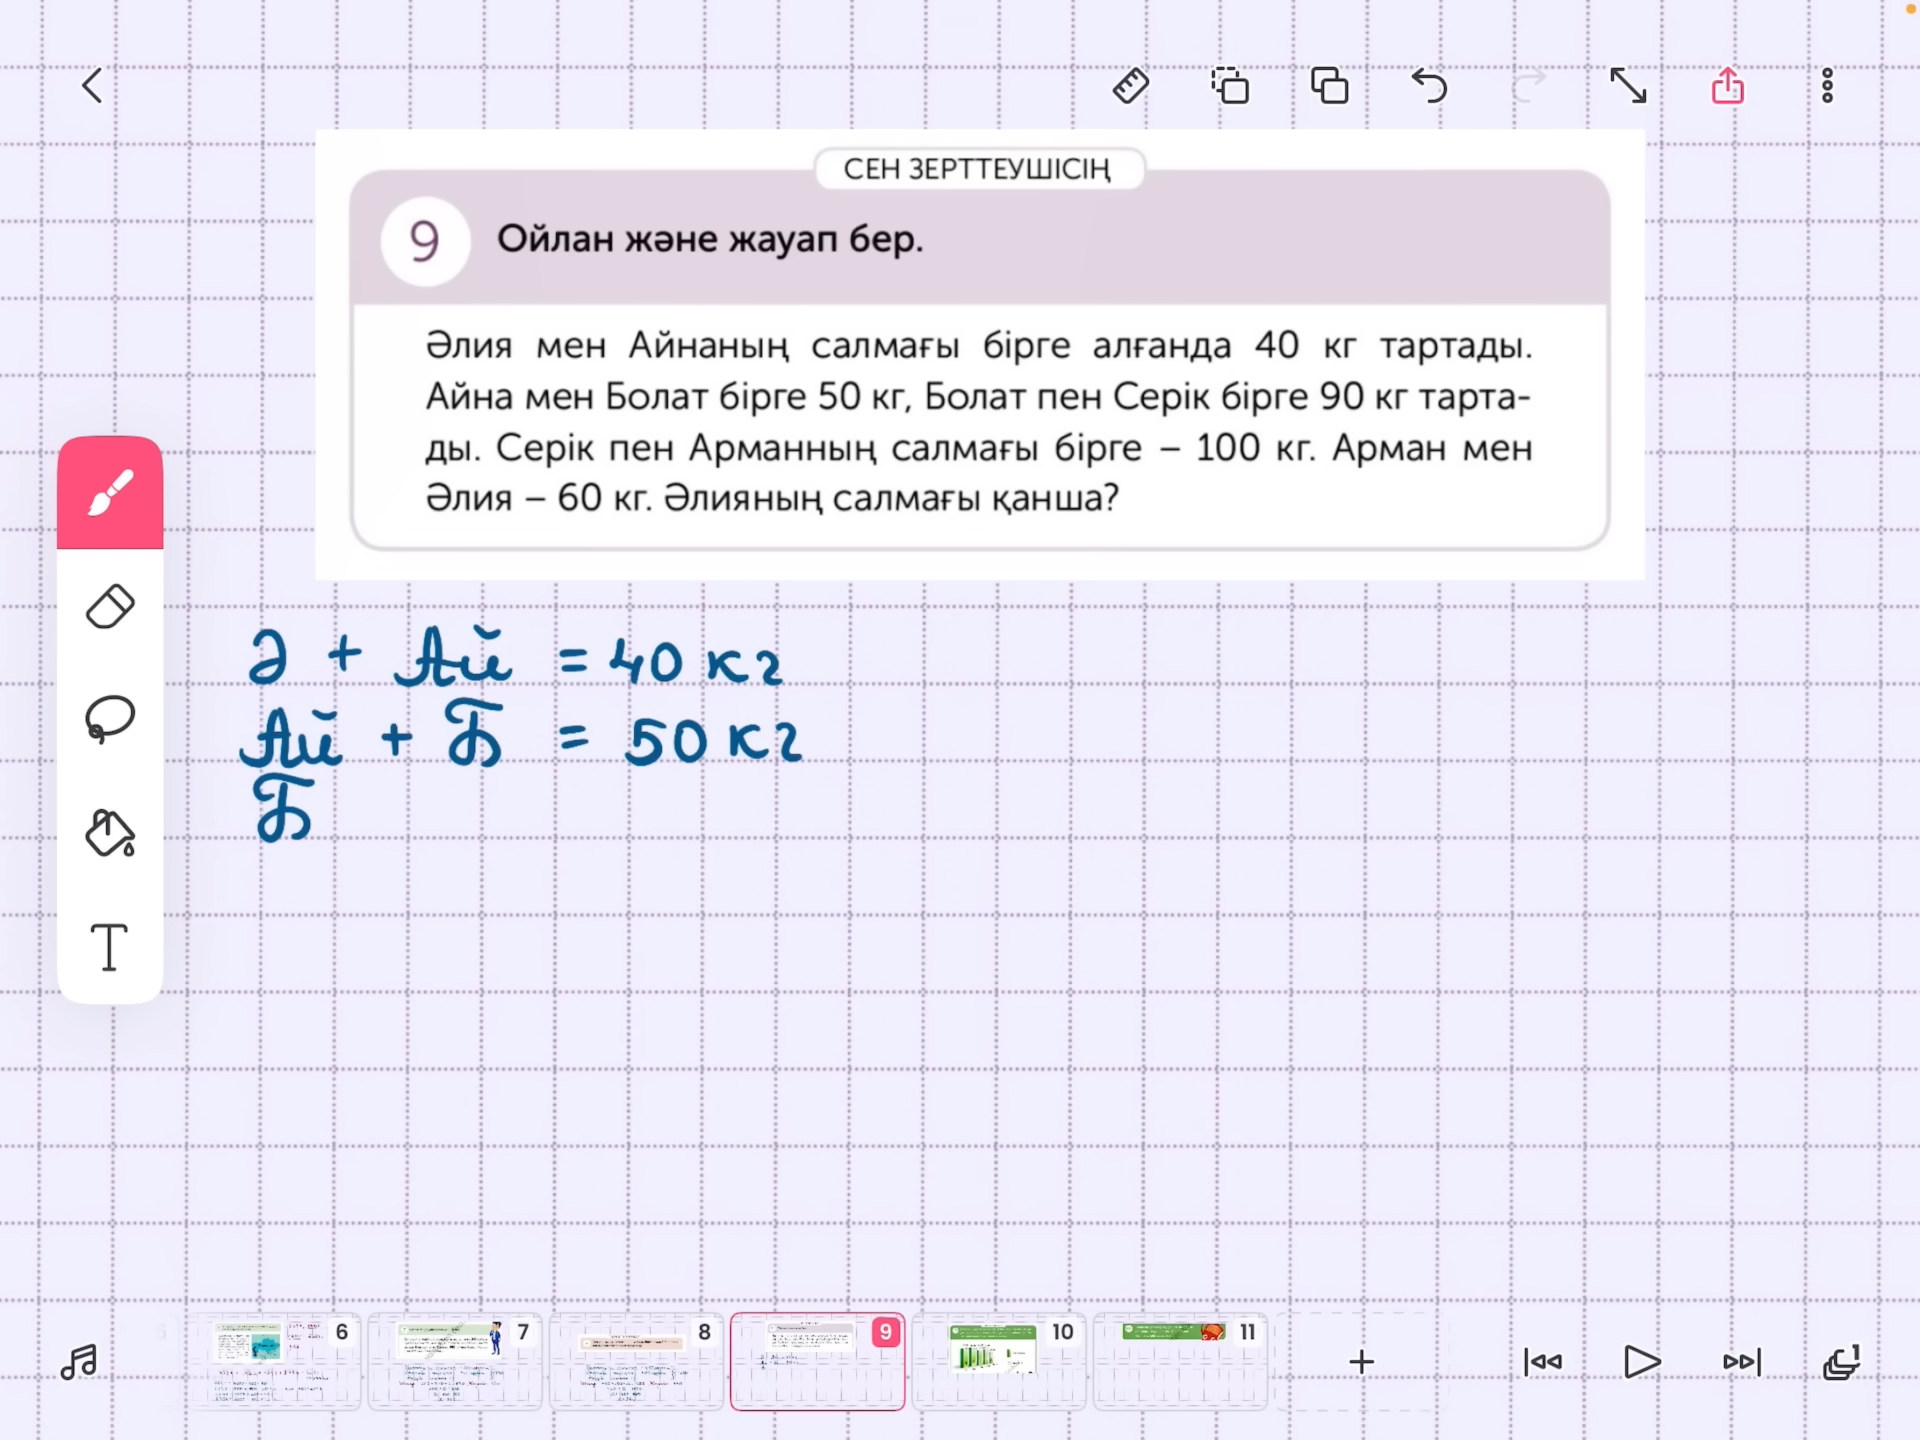 СЕН ЗЕРТТЕУШІСІҢ
9 Ойлан және жауап бер.
Әлия мен Айнаның салмағы бірге алғанда 40 кг тартады.
Айна мен Болат бірге 50 кг, Болат пен Серік бірге 90 кг тарта-
ды. Серік пен Арманның салмағы бірге – 100 кг. Арман мен
Әлия – 60 кг. Әлияның салмағы қанша?
Ә + Ай = 40 кг
Ай + Б = 50 кг
Б
T
6
7
8
9
10
11
1